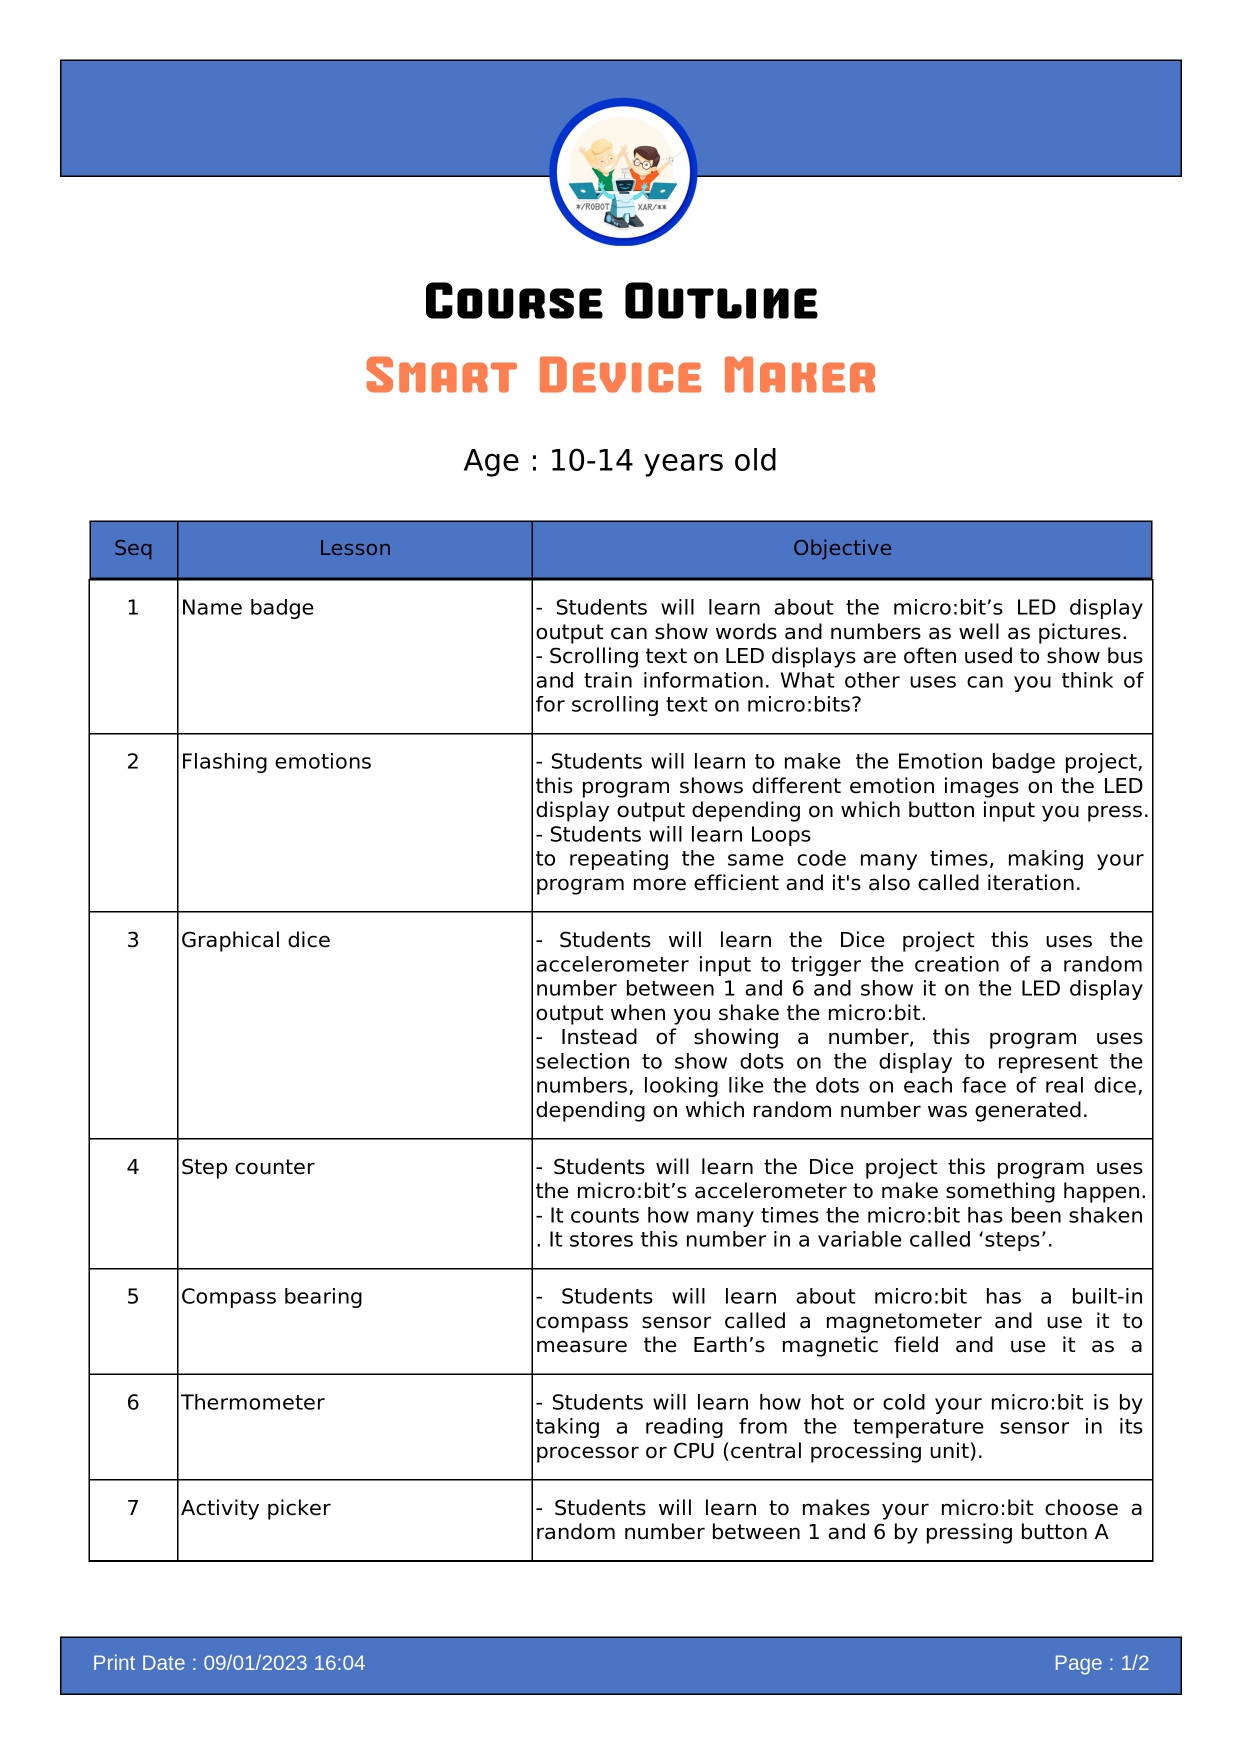 */ROBOT XAR/**
Course Outline
Smart Device Maker
Age : 10-14 years old
Seq Lesson Objective
1 Name badge - Students will learn about the micro:bit’s LED display
output can show words and numbers as well as pictures.
- Scrolling text on LED displays are often used to show bus
and train information. What other uses can you think of
for scrolling text on micro:bits?
2 Flashing emotions - Students will learn to make  the Emotion badge project,
this program shows different emotion images on the LED
display output depending on which button input you press.
- Students will learn Loops
to repeating the same code many times, making your
program more efficient and it's also called iteration.
3 Graphical dice - Students will learn the Dice project this uses the
accelerometer input to trigger the creation of a random
number between 1 and 6 and show it on the LED display
output when you shake the micro:bit.
- Instead of showing a number, this program uses
selection to show dots on the display to represent the
numbers, looking like the dots on each face of real dice,
depending on which random number was generated.
4 Step counter - Students will learn the Dice project this program uses
the micro:bit’s accelerometer to make something happen.
- It counts how many times the micro:bit has been shaken
. It stores this number in a variable called ‘steps’.
5 Compass bearing - Students will learn about micro:bit has a built-in
compass sensor called a magnetometer and use it to
measure the Earth’s magnetic field and use it as a
6 Thermometer - Students will learn how hot or cold your micro:bit is by
taking a reading from the temperature sensor in its
processor or CPU (central processing unit).
7 Activity picker - Students will learn to makes your micro:bit choose a
random number between 1 and 6 by pressing button A
Print Date : 09/01/2023 16:04 Page : 1/2